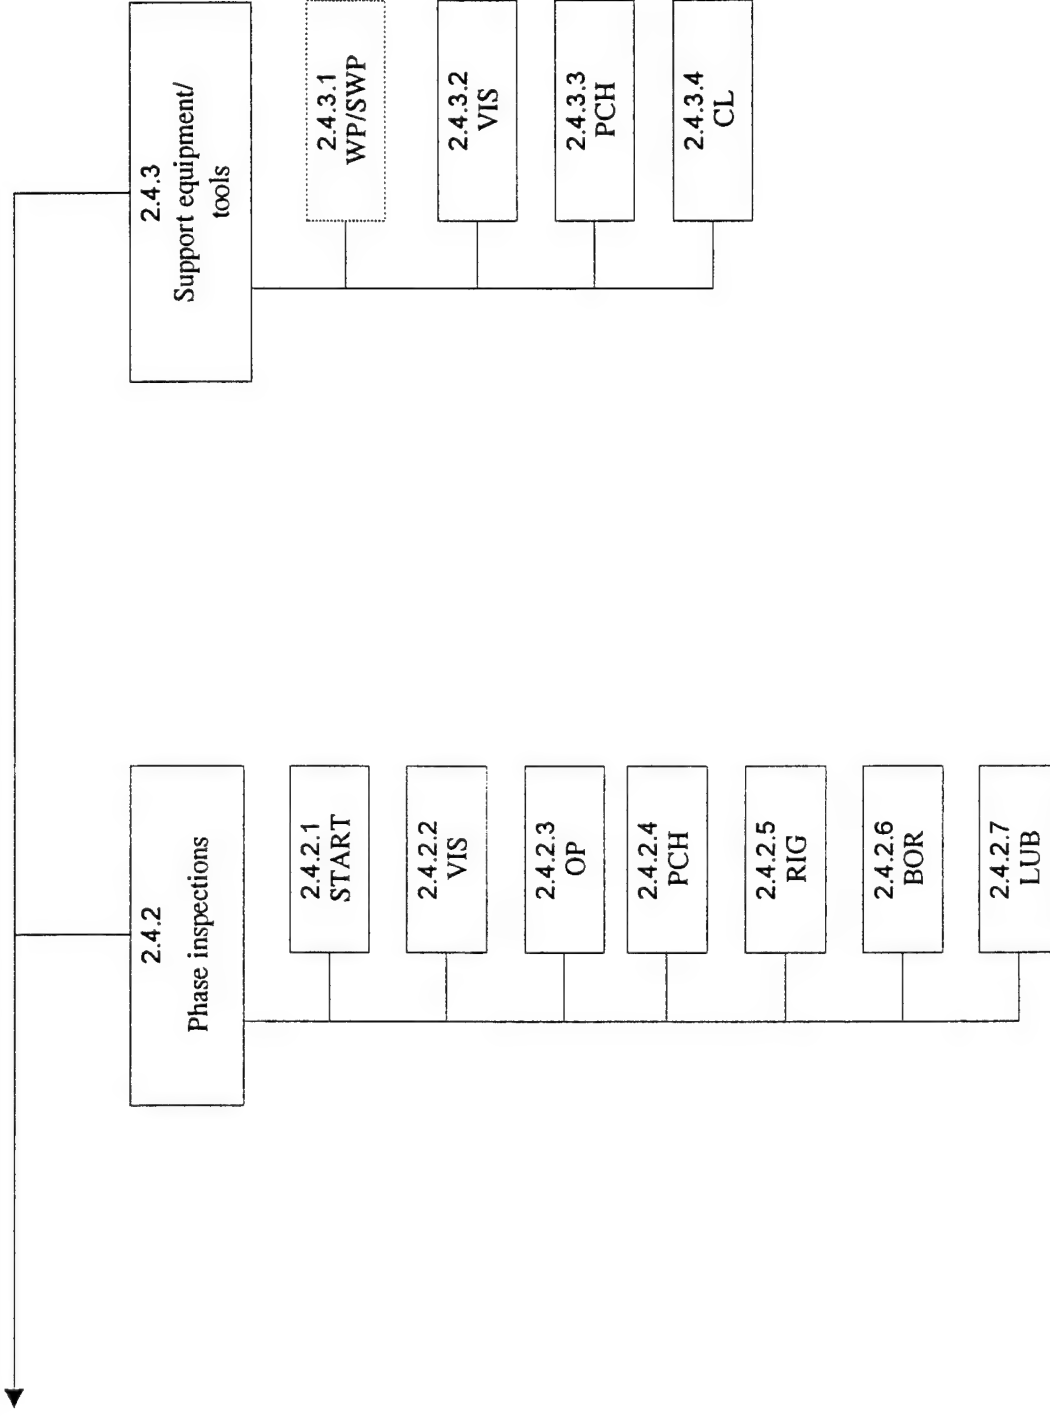 2.4.2
Phase inspections
2.4.2.1
START
2.4.2.2
VIS
2.4.2.3
OP
2.4.2.4
PCH
2.4.2.5
RIG
2.4.2.6
BOR
2.4.2.7
LUB
2.4.3
Support equipment/
tools
2.4.3.1
WP/SWP
2.4.3.2
VIS
2.4.3.3
PCH
2.4.3.4
CL